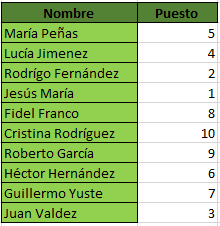 Nombre Puesto
María Peñas 5
Lucía Jimenez 4
Rodrígo Fernández 2
Jesús María 1
Fidel Franco 8
Cristina Rodríguez 10
Roberto García 9
Héctor Hernández 6
Guillermo Yuste 7
Juan Valdez 3